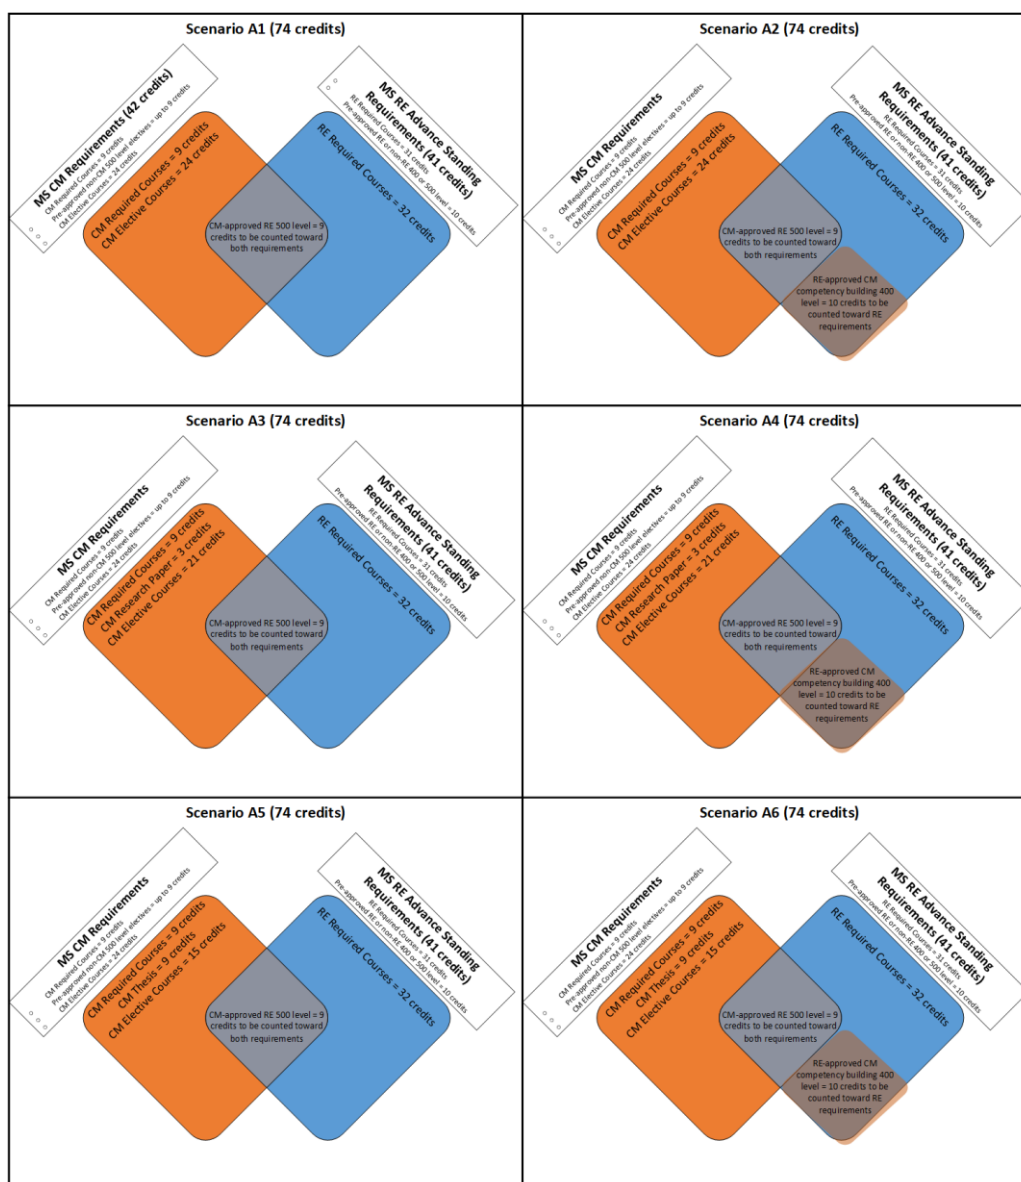 Scenario A1 (74 credits)
MS CM Requirements (42 credits)
CM Required Courses = 9 credits
Pre-approved non-CM 500 level electives = up to 9 credits
CM Elective Courses = 24 credits
CM Required Courses = 9 credits
CM Elective Courses = 24 credits
CM-approved RE 500 level = 9
credits to be counted toward
both requirements
MS RE Advance Standing
Requirements (41 credits)
RE Required Courses = 31 credits
Pre-approved RE or non-RE 400 or 500 level = 10 credits
RE Required Courses = 32 credits
Scenario A2 (74 credits)
MS CM Requirements
CM Required Courses = 9 credits
Pre-approved non-CM 500 level electives = up to 9 credits
CM Elective Courses = 24 credits
CM Required Courses = 9 credits
CM Elective Courses = 24 credits
CM-approved RE 500 level = 9
credits to be counted toward
both requirements
MS RE Advance Standing
Requirements (41 credits)
RE Required Courses = 31 credits
Pre-approved RE or non-RE 400 or 500 level = 10 credits
RE Required Courses = 32 credits
RE-approved CM
competency building 400
level = 10 credits to be
counted toward RE
requirements
Scenario A3 (74 credits)
MS CM Requirements
CM Required Courses = 9 credits
Pre-approved non-CM 500 level electives = up to 9 credits
CM Elective Courses = 24 credits
CM Required Courses = 9 credits
CM Research Paper = 3 credits
CM Elective Courses = 21 credits
CM-approved RE 500 level = 9
credits to be counted toward
both requirements
MS RE Advance Standing
Requirements (41 credits)
RE Required Courses = 31 credits
Pre-approved RE or non-RE 400 or 500 level = 10 credits
RE Required Courses = 32 credits
Scenario A4 (74 credits)
MS CM Requirements
CM Required Courses = 9 credits
Pre-approved non-CM 500 level electives = up to 9 credits
CM Elective Courses = 24 credits
CM Required Courses = 9 credits
CM Research Paper = 3 credits
CM Elective Courses = 21 credits
CM-approved RE 500 level = 9
credits to be counted toward
both requirements
MS RE Advance Standing
Requirements (41 credits)
RE Required Courses = 31 credits
Pre-approved RE or non-RE 400 or 500 level = 10 credits
RE Required Courses = 32 credits
RE-approved CM
competency building 400
level = 10 credits to be
counted toward RE
requirements
Scenario A5 (74 credits)
MS CM Requirements
CM Required Courses = 9 credits
Pre-approved non-CM 500 level electives = up to 9 credits
CM Elective Courses = 24 credits
CM Required Courses = 9 credits
CM Thesis = 9 credits
CM Elective Courses = 15 credits
CM-approved RE 500 level = 9
credits to be counted toward
both requirements
MS RE Advance Standing
Requirements (41 credits)
RE Required Courses = 31 credits
Pre-approved RE or non-RE 400 or 500 level = 10 credits
RE Required Courses = 32 credits
Scenario A6 (74 credits)
MS CM Requirements
CM Required Courses = 9 credits
Pre-approved non-CM 500 level electives = up to 9 credits
CM Elective Courses = 24 credits
CM Required Courses = 9 credits
CM Thesis = 9 credits
CM Elective Courses = 15 credits
CM-approved RE 500 level = 9
credits to be counted toward
both requirements
MS RE Advance Standing
Requirements (41 credits)
RE Required Courses = 31 credits
Pre-approved RE or non-RE 400 or 500 level = 10 credits
RE Required Courses = 32 credits
RE-approved CM
competency building 400
level = 10 credits to be
counted toward RE
requirements